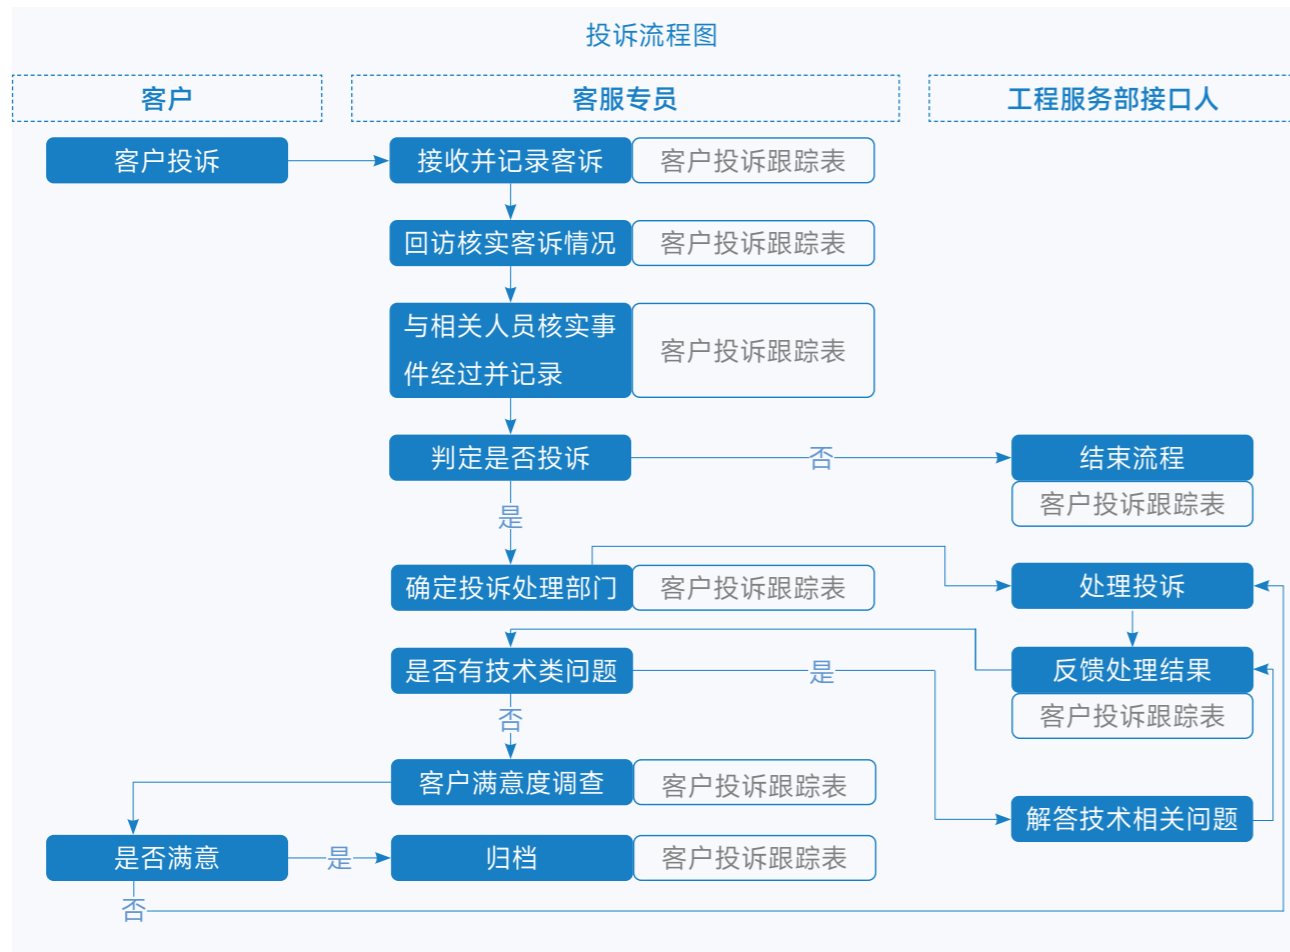 投诉流程图
客户
客服专员
工程服务部接口人
客户投诉
接收并记录客诉
客户投诉跟踪表
回访核实客诉情况
客户投诉跟踪表
与相关人员核实事
件经过并记录
客户投诉跟踪表
判定是否投诉
否
结束流程
客户投诉跟踪表
是
确定投诉处理部门
客户投诉跟踪表
处理投诉
是否有技术类问题
是
反馈处理结果
客户投诉跟踪表
否
客户满意度调查
客户投诉跟踪表
解答技术相关问题
是否满意
是
归档
客户投诉跟踪表
否